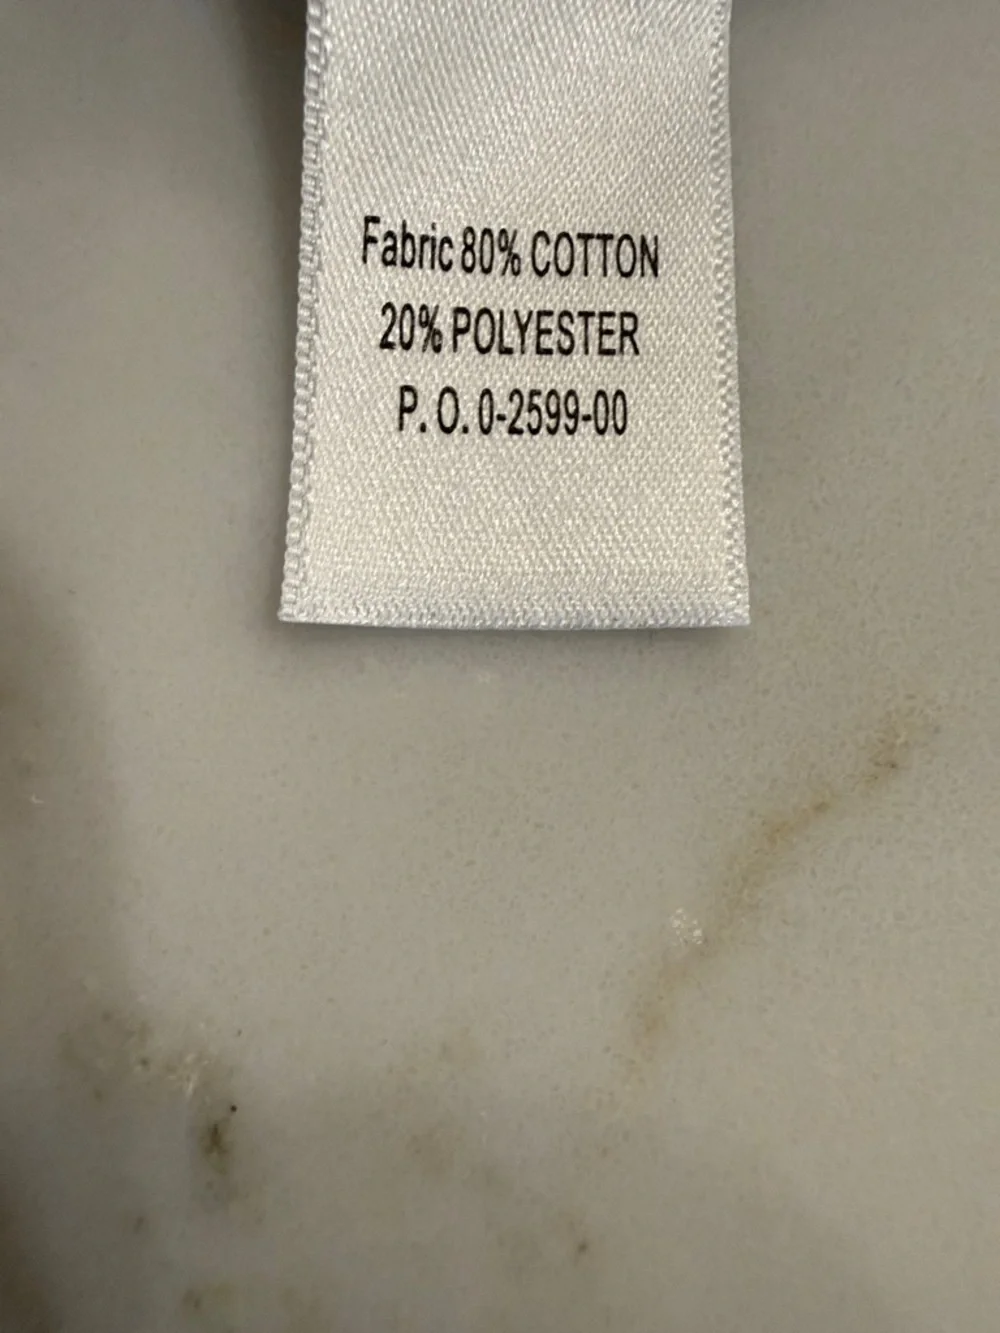 Fabric 80% COTTON
20% POLYESTER
P. O. 0-2599-00